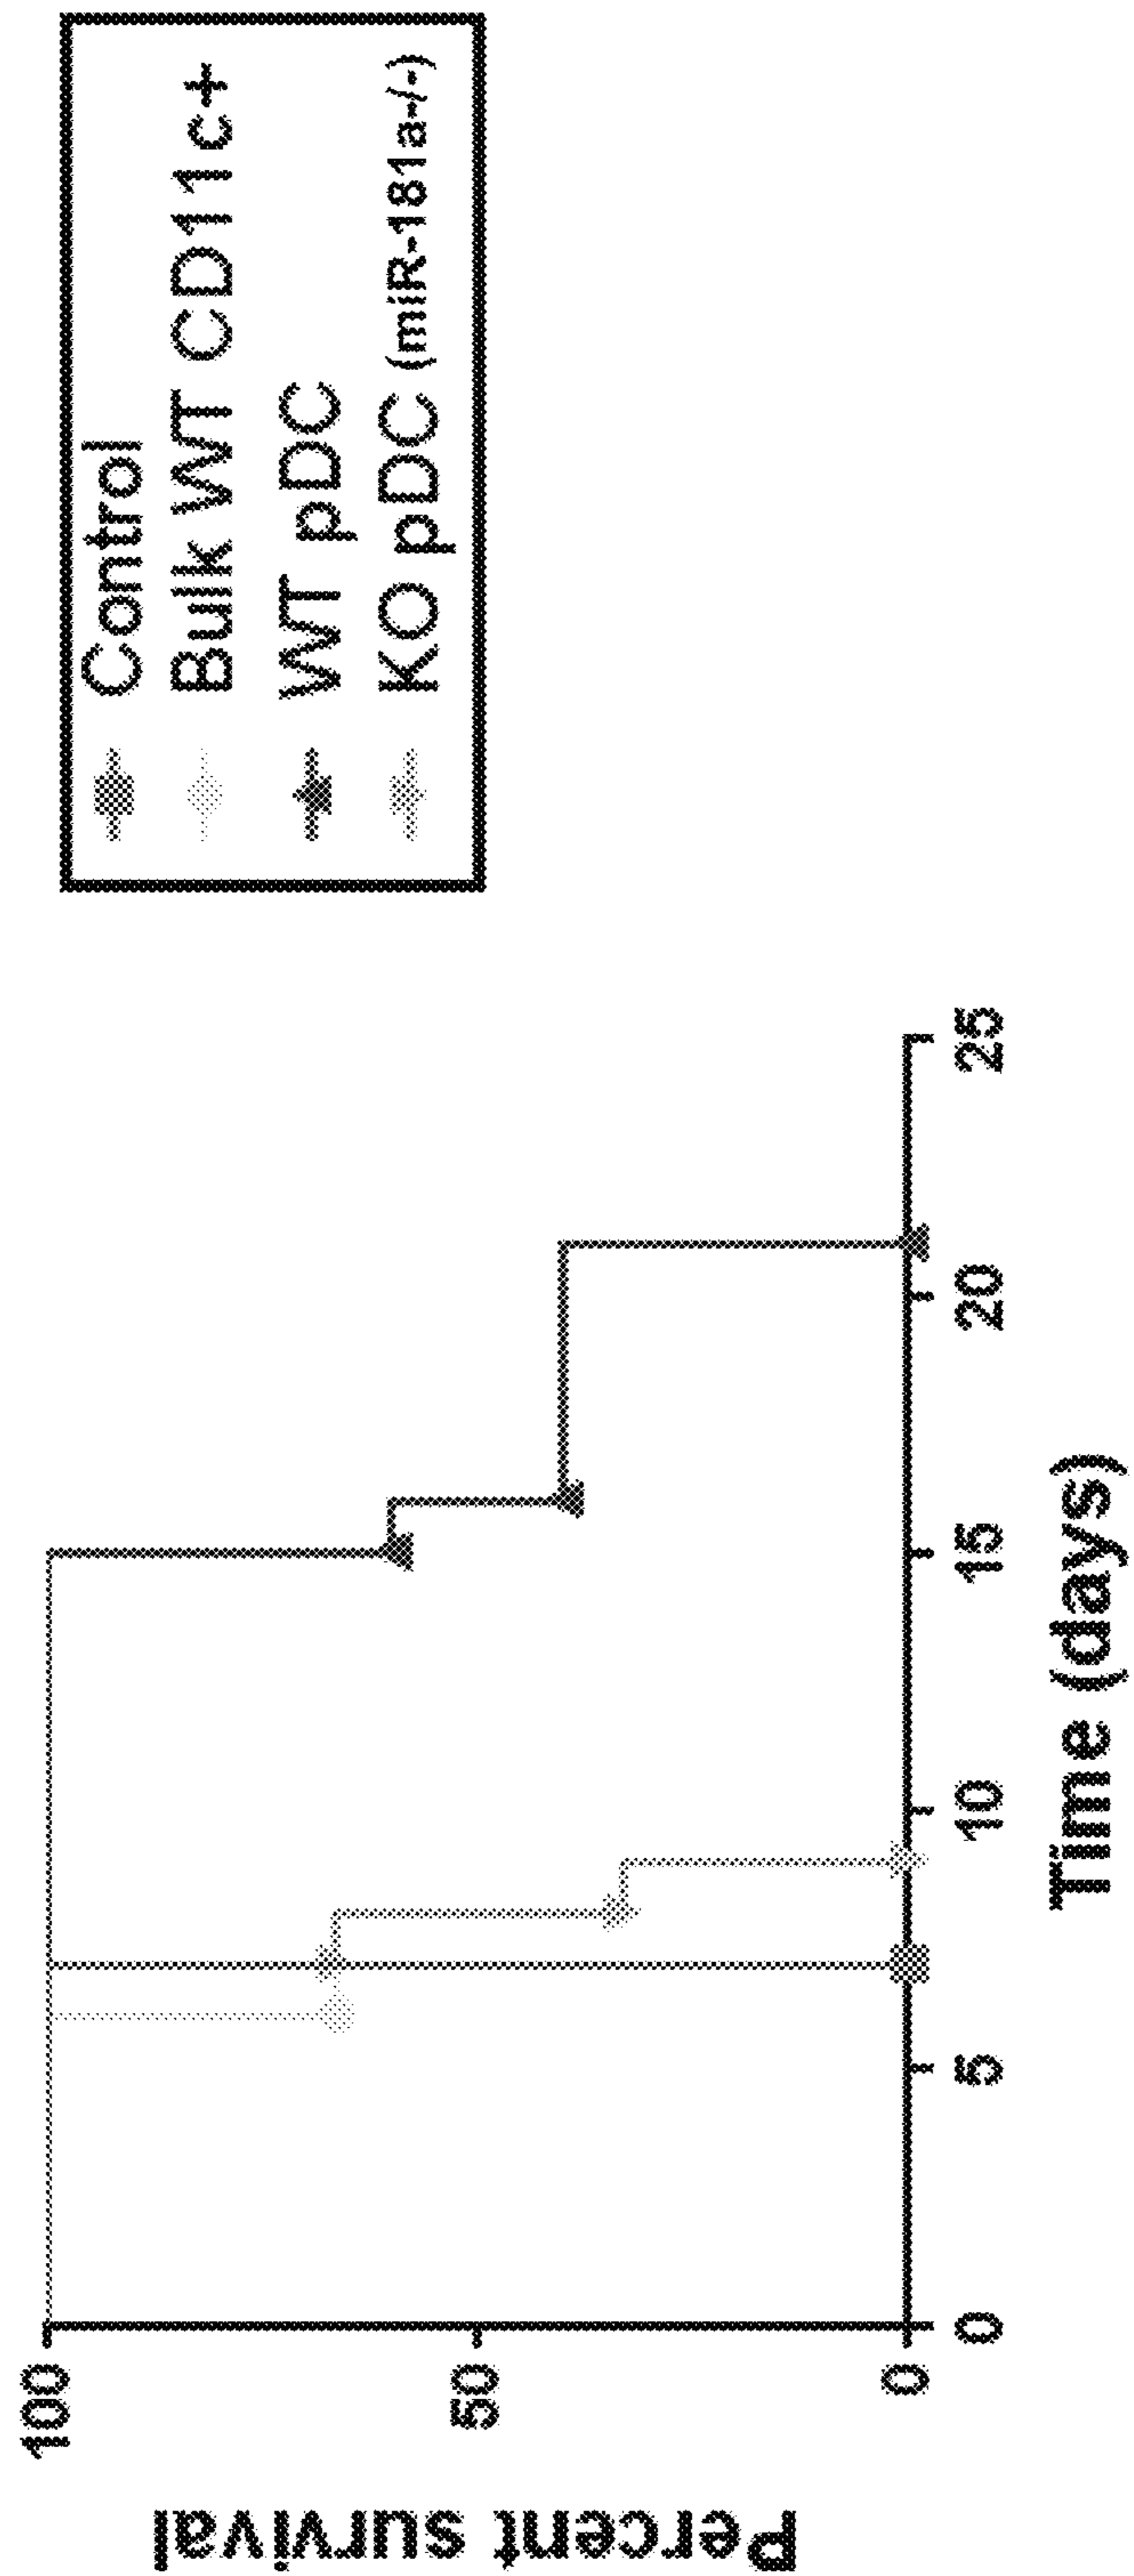 Percent survival
100
50
0
0
5
10
15
20
25
Time (days)
Control
Bulk WT CD11c+
WT pDC
KO pDC (miR-181a-/-)